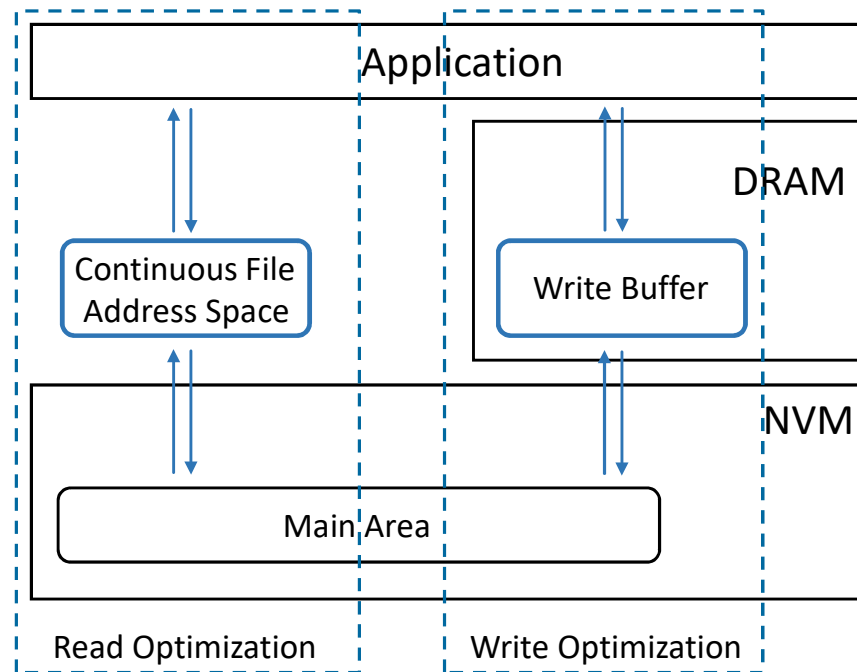 Application
DRAM
Continuous File
Address Space
Write Buffer
NVM
Main Area
Read Optimization
Write Optimization